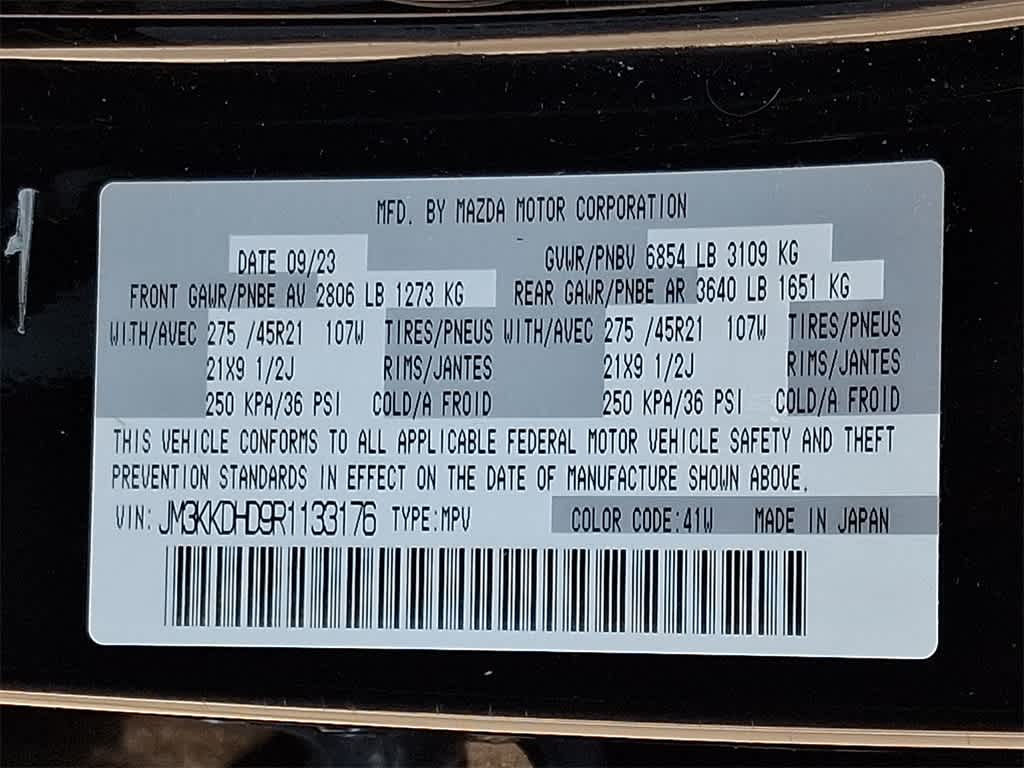 MFD. BY MAZDA MOTOR CORPORATION
DATE 09/23 GVWR/PNBV 6854 LB 3109 KG
FRONT GAWR/PNBE AV 2806 LB 1273 KG REAR GAWR/PNBE AR 3640 LB 1651 KG
WITH/AVEC 275 /45R21 107W TIRES/PNEUS WITH/AVEC 275 /45R21 107W TIRES/PNEUS
21X9 1/2J RIMS/JANTES 21X9 1/2J RIMS/JANTES
250 KPA/36 PSI COLD/A FROID 250 KPA/36 PSI COLD/A FROID
THIS VEHICLE CONFORMS TO ALL APPLICABLE FEDERAL MOTOR VEHICLE SAFETY AND THEFT
PREVENTION STANDARDS IN EFFECT ON THE DATE OF MANUFACTURE SHOWN ABOVE.
VIN: JM3KKDHD9R1133176 TYPE:MPV COLOR CODE:41W MADE IN JAPAN